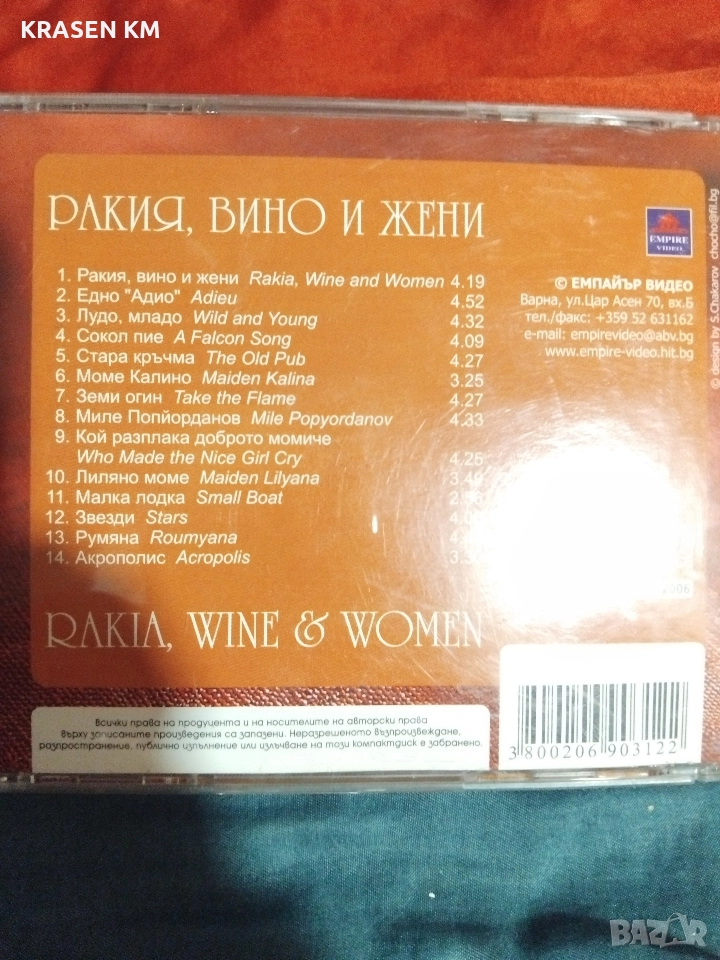 KRASEN KM
РАКИЯ, ВИНО И ЖЕНИ
1. Ракия, вино и жени Rakia, Wine and Women 4.19
2. Едно "Адио" Adieu 4.52
3. Лудо, младо Wild and Young 4.32
4. Сокол пие A Falcon Song 4.09
5. Стара кръчма The Old Pub 4.27
6. Моме Калино Maiden Kalina 3.25
7. Земи огин Take the Flame 4.27
8. Миле Попйорданов Mile Popyordanov 4.33
9. Кой разплака доброто момиче
Who Made the Nice Girl Cry 4.25
10. Лиляно моме Maiden Lilyana
11. Малка лодка Small Boat
12. Звезди Stars
13. Румяна Roumyana
14. Акрополис Acropolis
RAKIA, WINE & WOMEN
EMPIRE
VIDEO
© ЕМПАЙЪР ВИДЕО
Варна, ул.Цар Асен 70, вх.Б
тел./факс: +359 52 631162
e-mail: empirevideo@abv.bg
www.empire-video.hit.bg
© design by S.Chakarov chocho@fil.bg
2006
Всички права на продуцента и на носителите на авторски права
върху записаните произведения са запазени. Неразрешеното възпроизвеждане,
разпространение, публично изпълнение или излъчване на този компактдиск е забранено.
3 800206 903122
BAZAR